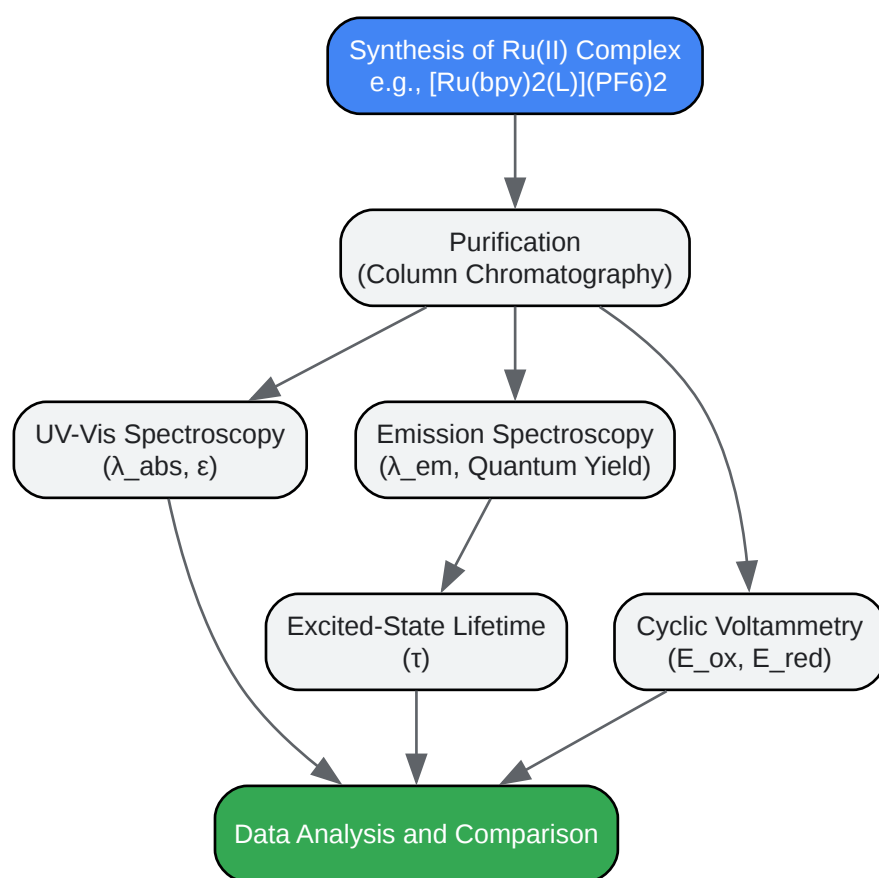 Synthesis of Ru(II) Complex
e.g., [Ru(bpy)2(L)](PF6)2
Purification
(Column Chromatography)
UV-Vis Spectroscopy
(λ_abs, ε)
Emission Spectroscopy
(λ_em, Quantum Yield)
Excited-State Lifetime
(τ)
Cyclic Voltammetry
(E_ox, E_red)
Data Analysis and Comparison